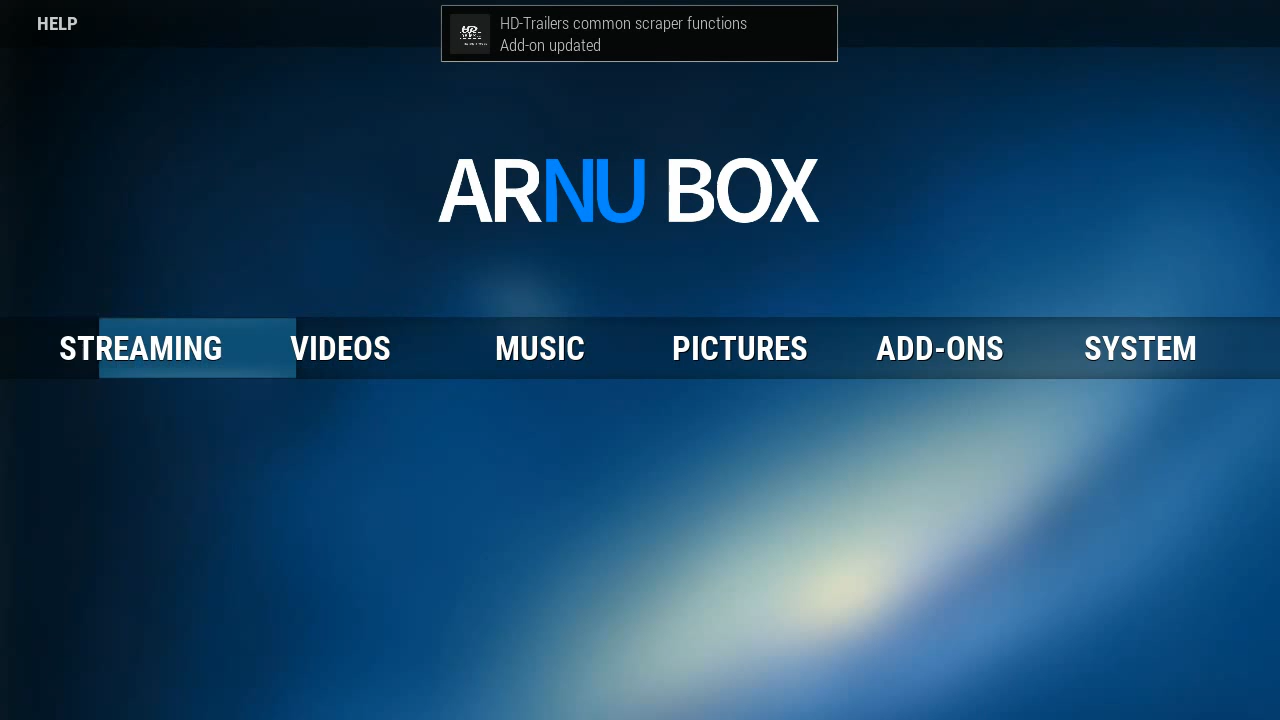 HELP
HD-Trailers common scraper functions
Add-on updated
ARNU BOX
STREAMING VIDEOS MUSIC PICTURES ADD-ONS SYSTEM